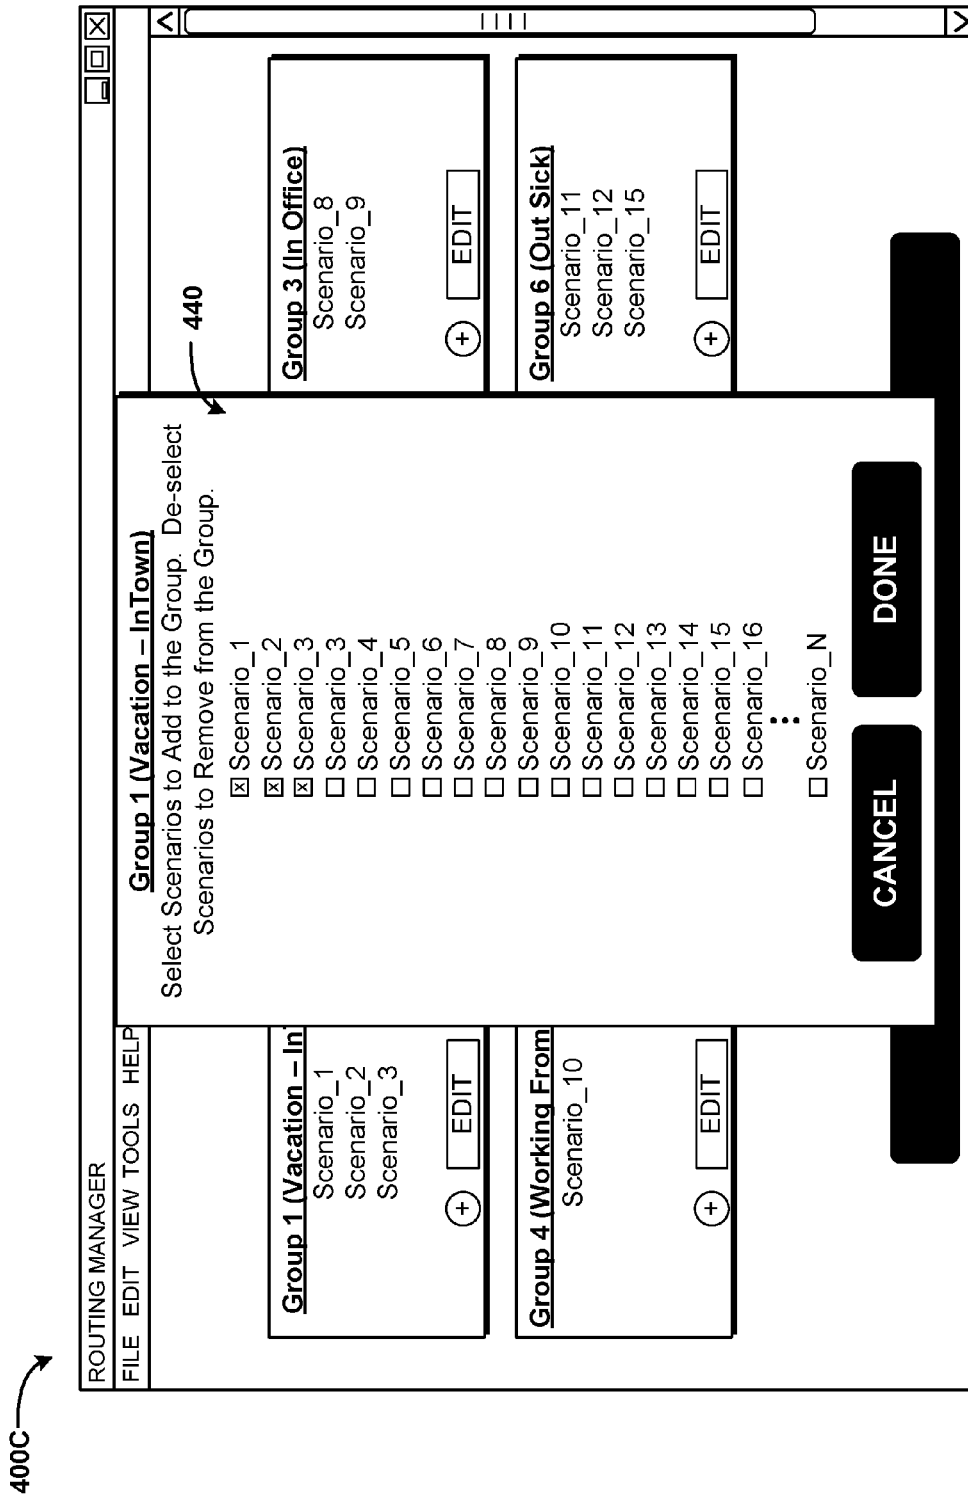 400C
ROUTING MANAGER
FILE EDIT VIEW TOOLS HELP
Group 1 (Vacation – In
Scenario_1
Scenario_2
Scenario_3
+
EDIT
Group 4 (Working From
Scenario_10
+
EDIT
Group 1 (Vacation – InTown)
Select Scenarios to Add to the Group. De-select
Scenarios to Remove from the Group.
x Scenario_1
x Scenario_2
x Scenario_3
Scenario_3
Scenario_4
Scenario_5
Scenario_6
Scenario_7
Scenario_8
Scenario_9
Scenario_10
Scenario_11
Scenario_12
Scenario_13
Scenario_14
Scenario_15
Scenario_16
⋮
Scenario_N
CANCEL
DONE
440
Group 3 (In Office)
Scenario_8
Scenario_9
+
EDIT
Group 6 (Out Sick)
Scenario_11
Scenario_12
Scenario_15
+
EDIT